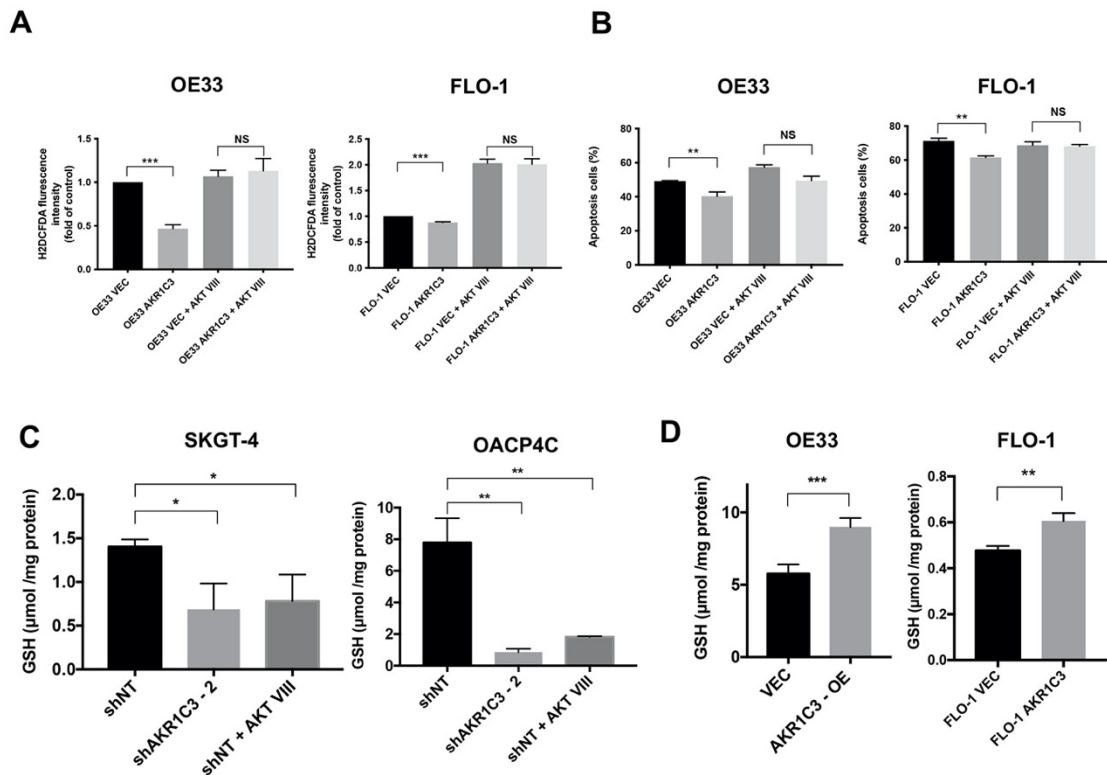 A
OE33
H2DCFDA flurescence
intensity
(fold of control)
1.5
1.0
0.5
0.0
***
NS
OE33 VEC
OE33 AKR1C3
OE33 VEC + AKT VIII
OE33 AKR1C3 + AKT VIII
FLO-1
H2DCFDA flurescence
intensity
(fold of control)
2.5
2.0
1.5
1.0
0.5
0.0
***
NS
FLO-1 VEC
FLO-1 AKR1C3
FLO-1 VEC + AKT VIII
FLO-1 AKR1C3 + AKT VIII
B
OE33
Apoptosis cells (%)
80
60
40
20
0
**
NS
OE33 VEC
OE33 AKR1C3
OE33 VEC + AKT VIII
OE33 AKR1C3 + AKT VIII
FLO-1
Apoptosis cells (%)
80
60
40
20
0
**
NS
FLO-1 VEC
FLO-1 AKR1C3
FLO-1 VEC + AKT VIII
FLO-1 AKR1C3 + AKT VIII
C
SKGT-4
GSH (µmol /mg protein)
2.0
1.5
1.0
0.5
0.0
*
*
shNT
shAKR1C3 - 2
shNT + AKT VIII
OACP4C
GSH (µmol /mg protein)
10
8
6
4
2
0
**
**
shNT
shAKR1C3 - 2
shNT + AKT VIII
D
OE33
GSH (µmol /mg protein)
10
5
0
***
VEC
AKR1C3 - OE
FLO-1
GSH (µmol /mg protein)
0.8
0.6
0.4
0.2
0.0
**
FLO-1 VEC
FLO-1 AKR1C3